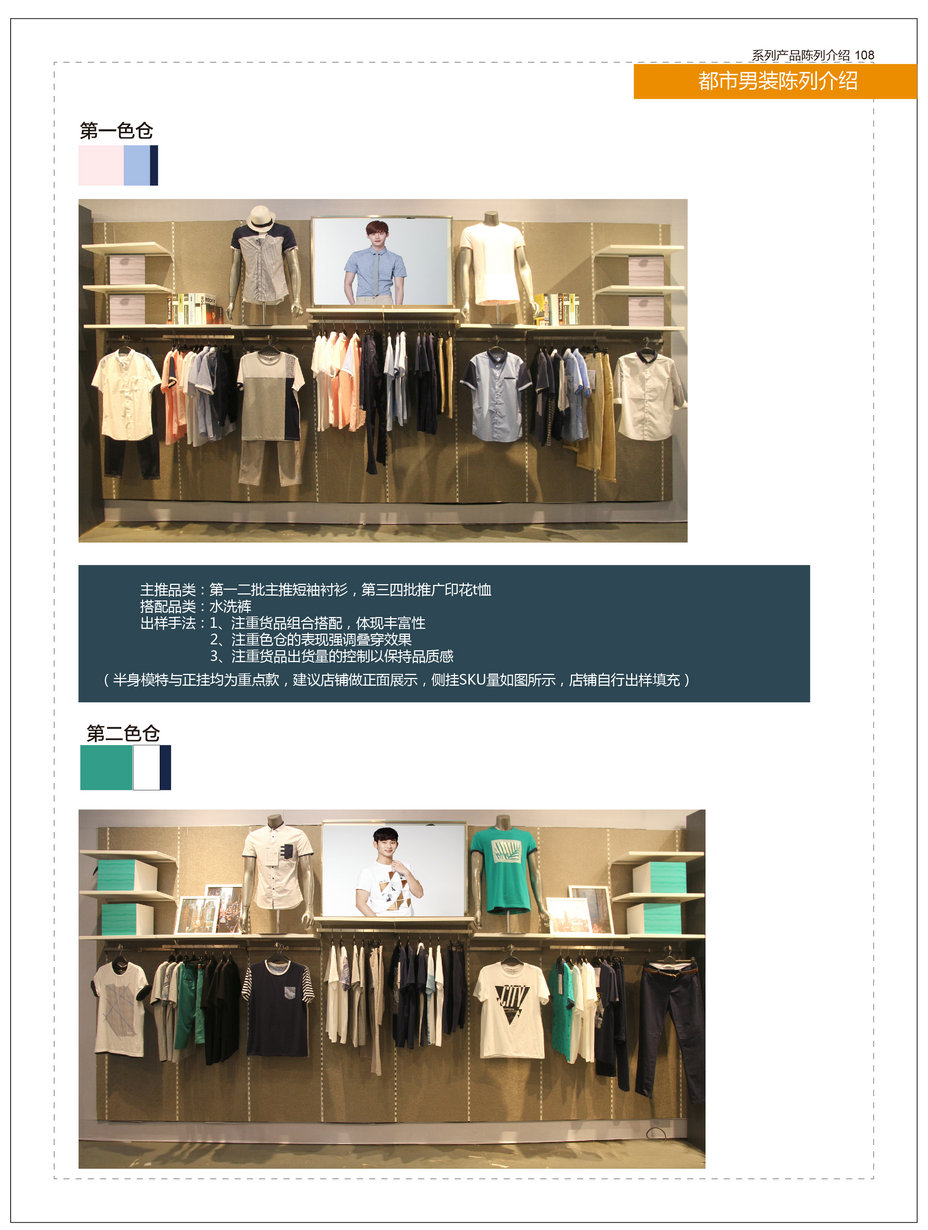 系列产品陈列介绍 108
都市男装陈列介绍
第一色仓
主推品类：第一二批主推短袖衬衫，第三四批推广印花t恤
搭配品类：水洗裤
出样手法：1、注重货品组合搭配，体现丰富性
2、注重色仓的表现强调叠穿效果
3、注重货品出货量的控制以保持品质感
（半身模特与正挂均为重点款，建议店铺做正面展示，侧挂SKU量如图所示，店铺自行出样填充）
第二色仓
CITY